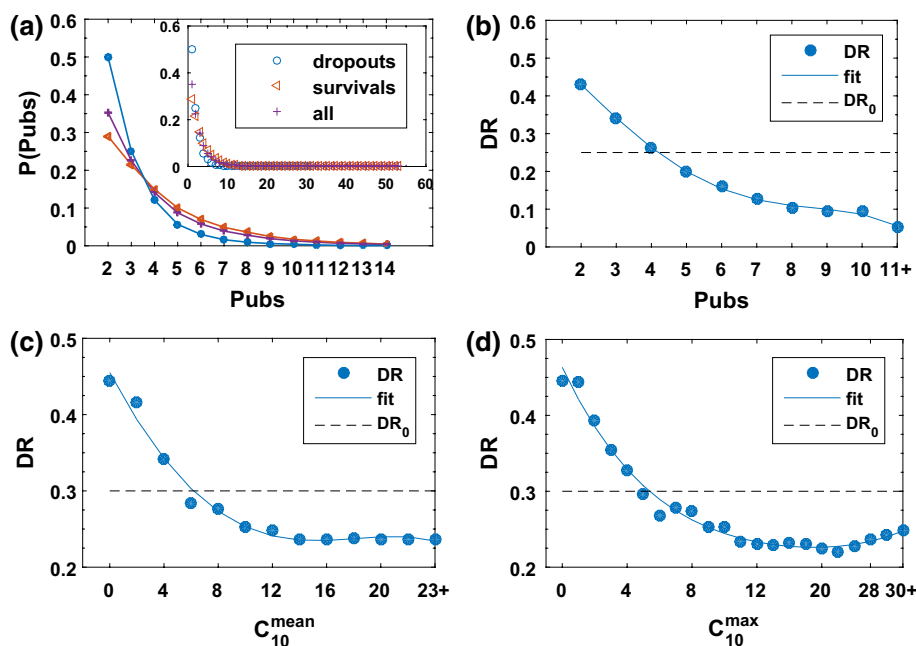 (a)
0.6
0.5
0.4
0.3
0.2
0.1
0
P(Pubs)
2 3 4 5 6 7 8 9 10 11 12 13 14
Pubs
0.6
0.4
0.2
0
0 10 20 30 40 50 60
dropouts
survivals
all
(b)
0.5
0.4
0.3
0.2
0.1
0
DR
2 3 4 5 6 7 8 9 10 11+
Pubs
DR
fit
DR0
(c)
0.5
0.4
0.3
0.2
DR
0 4 8 12 16 20 23+
C10mean
DR
fit
DR0
(d)
0.5
0.4
0.3
0.2
DR
0 4 8 12 20 28 30+
C10max
DR
fit
DR0